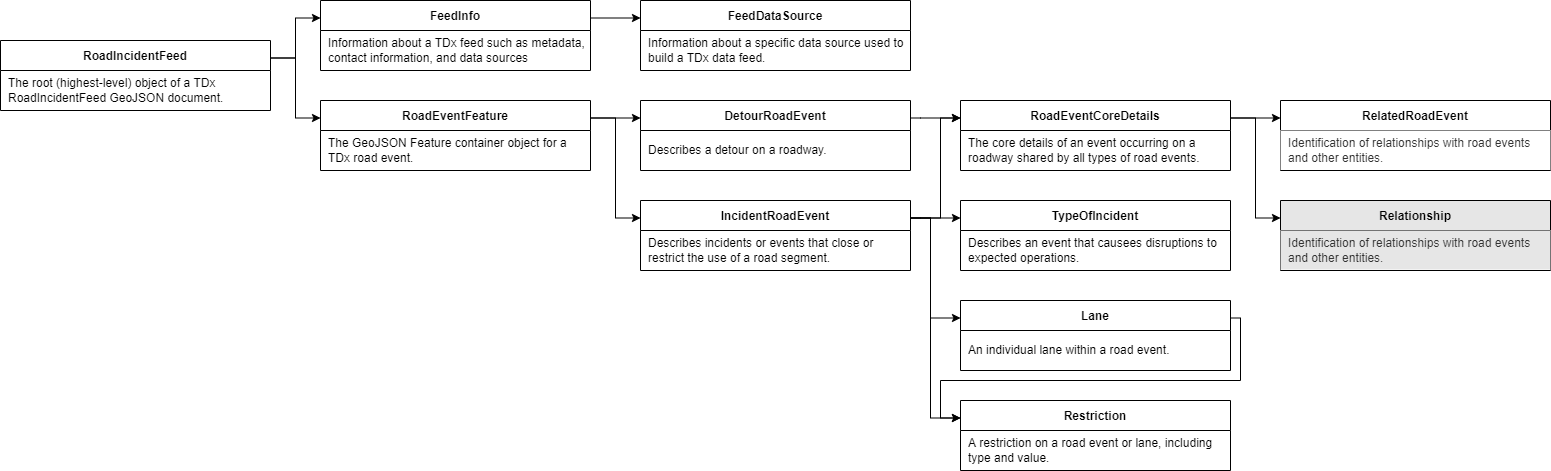 RoadIncidentFeed
The root (highest-level) object of a TDx
RoadIncidentFeed GeoJSON document.
FeedInfo
Information about a TDx feed such as metadata,
contact information, and data sources
FeedDataSource
Information about a specific data source used to
build a TDx data feed.
RoadEventFeature
The GeoJSON Feature container object for a
TDx road event.
DetourRoadEvent
Describes a detour on a roadway.
RoadEventCoreDetails
The core details of an event occurring on a
roadway shared by all types of road events.
RelatedRoadEvent
Identification of relationships with road events
and other entities.
IncidentRoadEvent
Describes incidents or events that close or
restrict the use of a road segment.
TypeOfIncident
Describes an event that causees disruptions to
expected operations.
Relationship
Identification of relationships with road events
and other entities.
Lane
An individual lane within a road event.
Restriction
A restriction on a road event or lane, including
type and value.